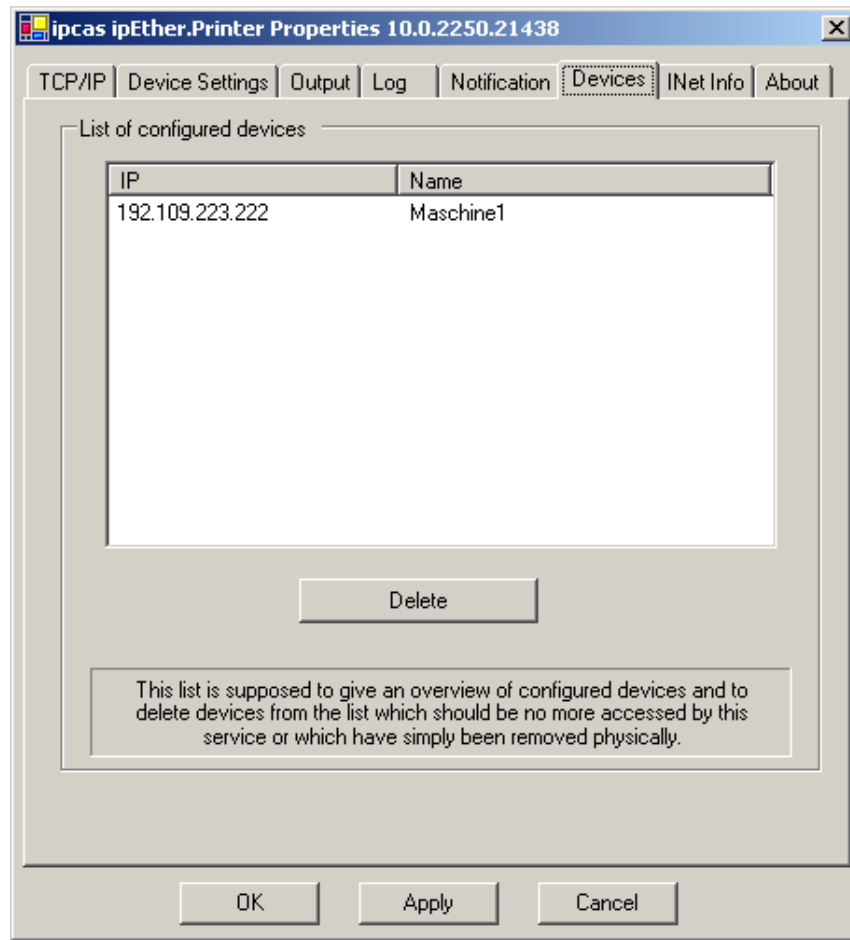 ipcas ipEther.Printer Properties 10.0.2250.21438
TCP/IP Device Settings Output Log Notification Devices INet Info About
List of configured devices
IP Name
192.109.223.222 Maschine1
Delete
This list is supposed to give an overview of configured devices and to
delete devices from the list which should be no more accessed by this
service or which have simply been removed physically.
OK Apply Cancel